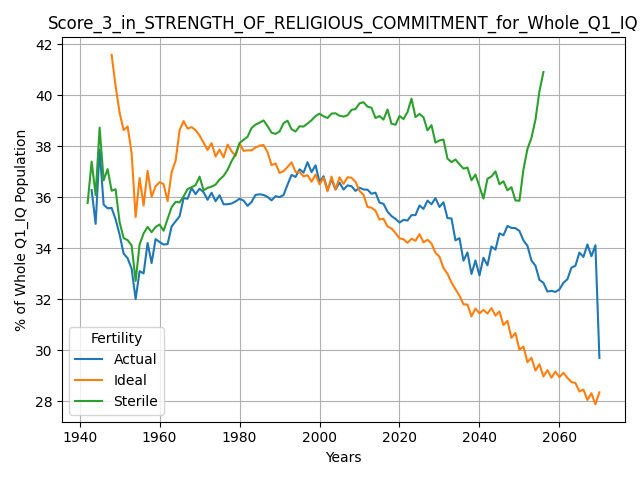 Score_3_in_STRENGTH_OF_RELIGIOUS_COMMITMENT_for_Whole_Q1_IQ
% of Whole Q1_IQ Population
42
40
38
36
34
32
30
28
Fertility
Actual
Ideal
Sterile
1940 1960 1980 2000 2020 2040 2060
Years